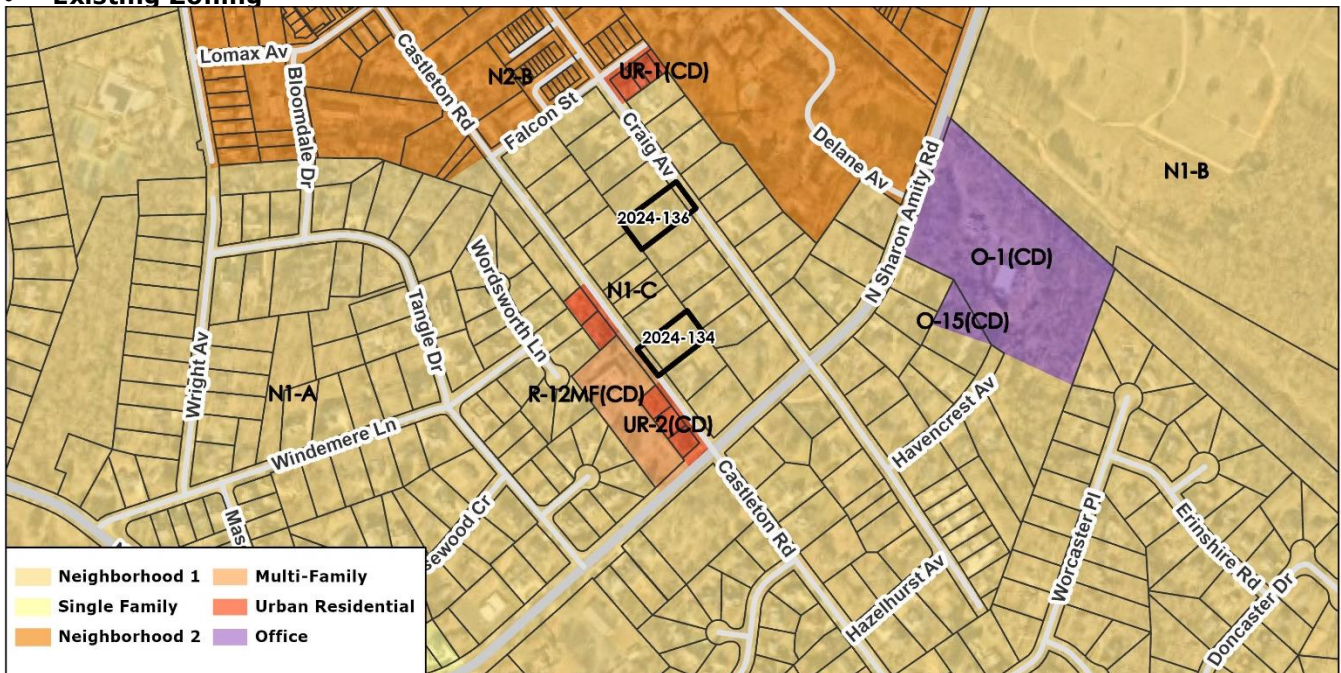 • Existing Zoning
Lomax Av
Bloomdale Dr
Castleton Rd
N2-B
UR-1(CD)
Falcon St
Craig Av
Delane Av
N Sharon Amity Rd
N1-B
2024-136
O-1(CD)
Wordsworth Ln
N1-C
O-15(CD)
Tangle Dr
2024-134
Wright Av
N1-A
R-12MF(CD)
UR-2(CD)
Windemere Ln
Havencrest Av
Castleton Rd
Mas
sewood Cr
Worcaster Pl
Erinshire Rd
Hazelhurst Av
Doncaster Dr
Neighborhood 1
Multi-Family
Single Family
Urban Residential
Neighborhood 2
Office